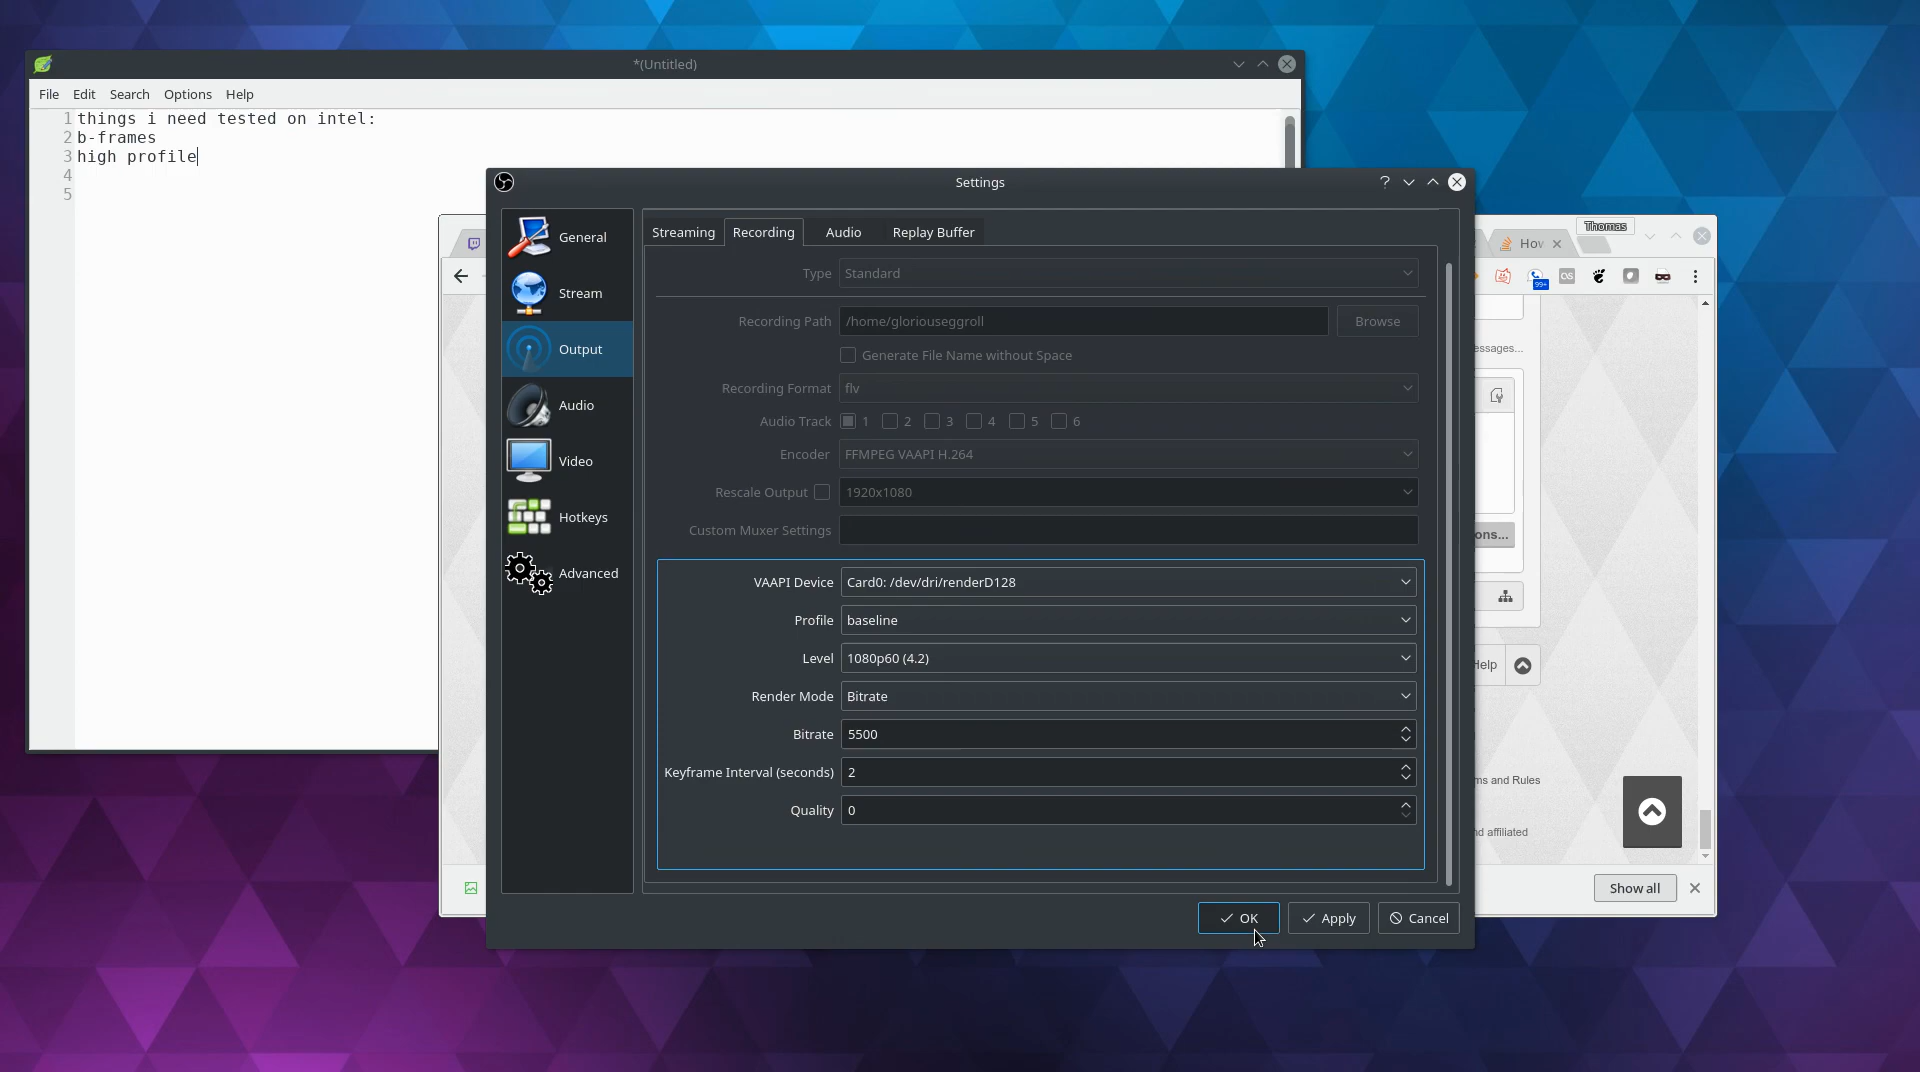 *(Untitled)
File Edit Search Options Help
1 things i need tested on intel:
2 b-frames
3 high profile
4
5
Settings
?
General
Stream
Output
Audio
Video
Hotkeys
Advanced
Streaming Recording Audio Replay Buffer
Type Standard
Recording Path /home/gloriouseggroll Browse
Generate File Name without Space
Recording Format flv
Audio Track 1 2 3 4 5 6
Encoder FFMPEG VAAPI H.264
Rescale Output 1920x1080
Custom Muxer Settings
VAAPI Device Card0: /dev/dri/renderD128
Profile baseline
Level 1080p60 (4.2)
Render Mode Bitrate
Bitrate 5500
Keyframe Interval (seconds) 2
Quality 0
OK Apply Cancel
Thomas
Hov
99+
essages...
ons...
Help
ms and Rules
nd affiliated
Show all